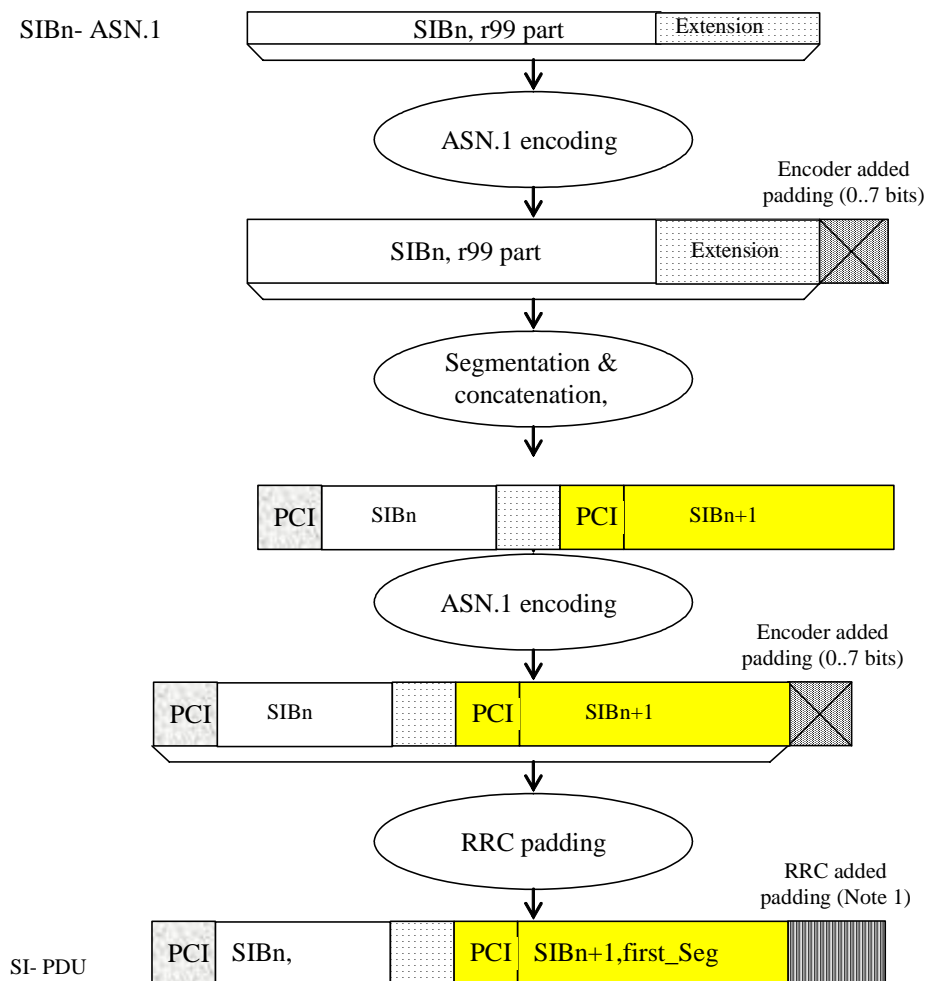 SIBn- ASN.1
SIBn, r99 part
Extension
ASN.1 encoding
Encoder added
padding (0..7 bits)
SIBn, r99 part
Extension
Segmentation &
concatenation,
PCI
SIBn
PCI
SIBn+1
ASN.1 encoding
Encoder added
padding (0..7 bits)
PCI
SIBn
PCI
SIBn+1
RRC padding
RRC added
padding (Note 1)
SI- PDU
PCI
SIBn,
PCI
SIBn+1,first_Seg